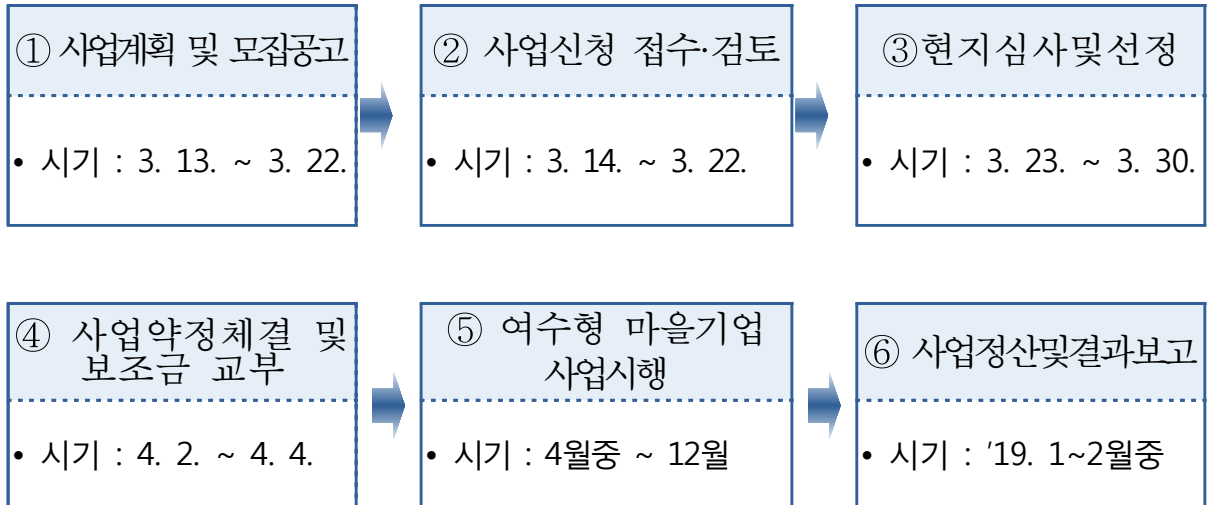 ① 사업계획 및 모집공고
② 사업신청 접수·검토
③현지심사및선정
• 시기 : 3. 13. ~ 3. 22.
• 시기 : 3. 14. ~ 3. 22.
• 시기 : 3. 23. ~ 3. 30.
④ 사업약정체결 및
보조금 교부
⑤ 여수형 마을기업
사업시행
⑥ 사업정산및결과보고
• 시기 : 4. 2. ~ 4. 4.
• 시기 : 4월중 ~ 12월
• 시기 : '19. 1~2월중